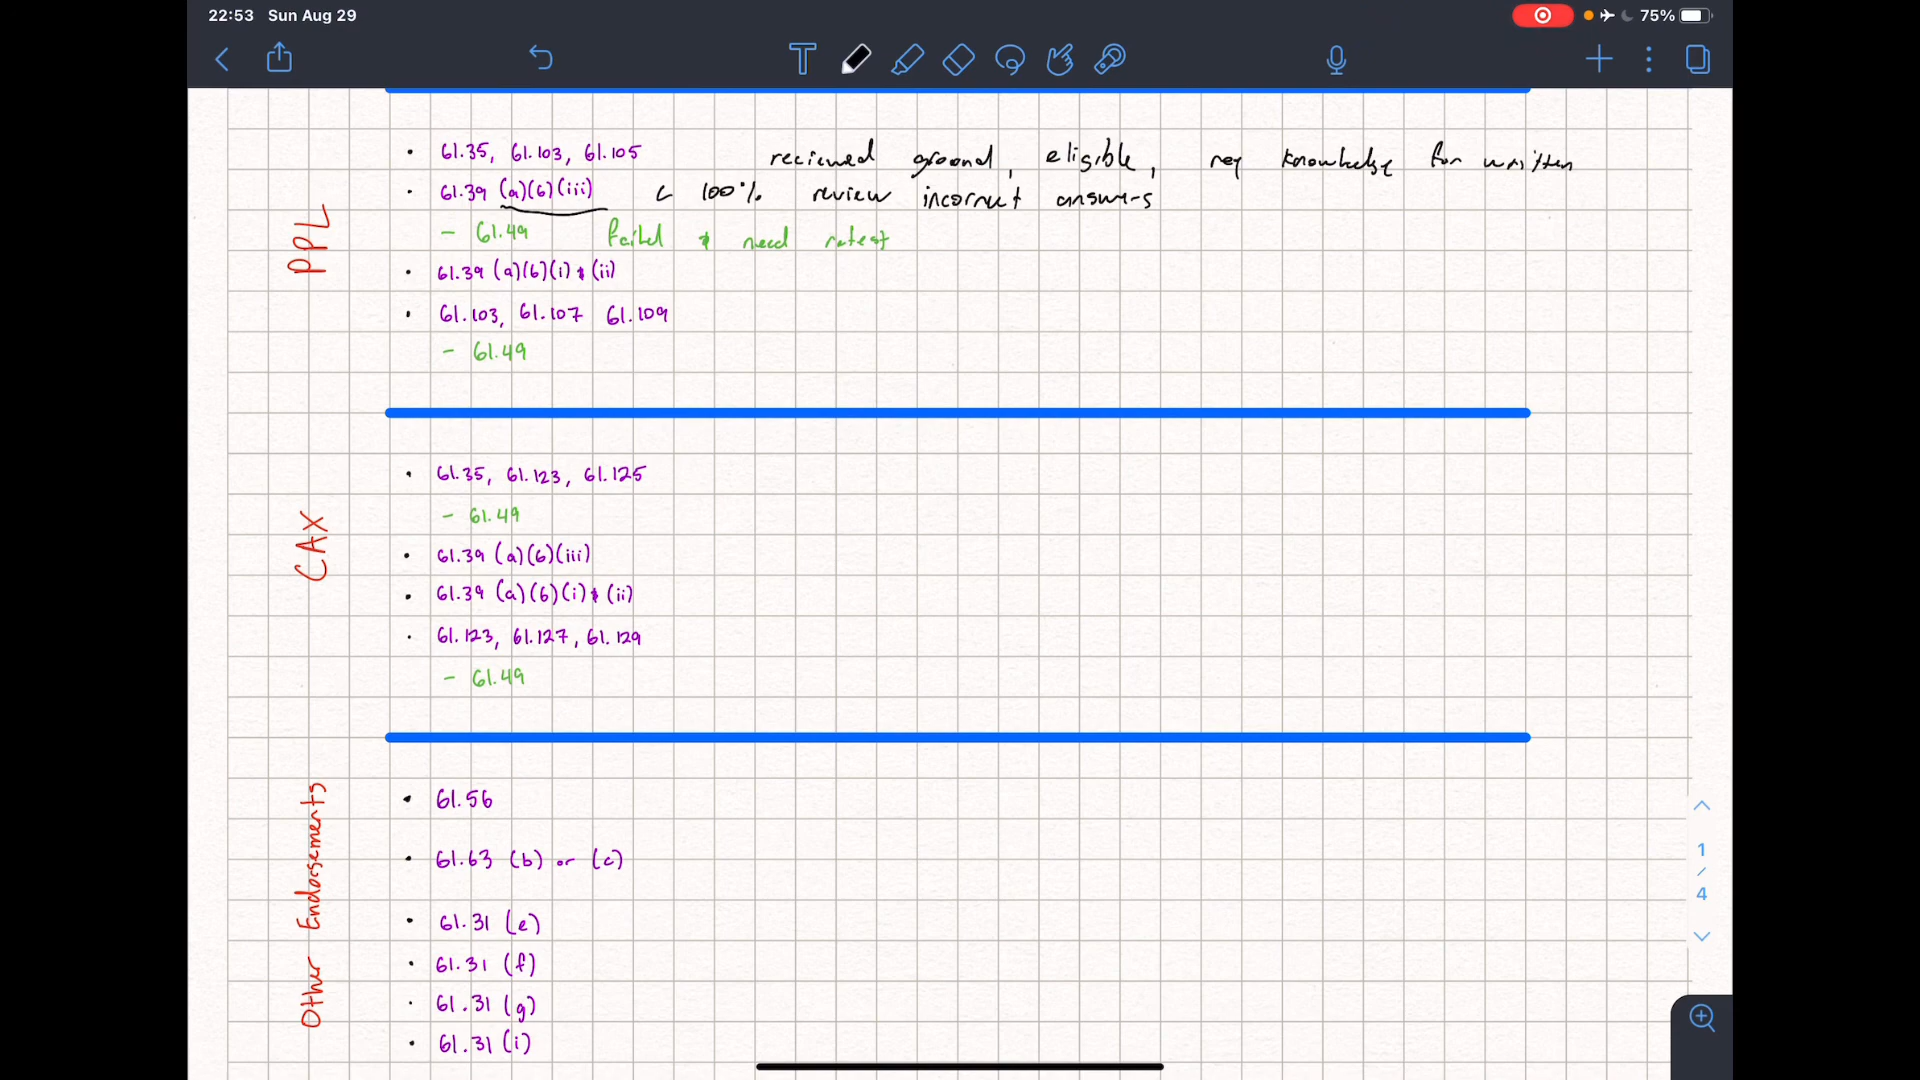 22:53 Sun Aug 29 75%
PPL
• 61.35, 61.103, 61.105 recieved ground, eligible, req knowledge for written
• 61.39 (a)(6)(iii) < 100% review incorrect answers
- 61.49 failed & need retest
• 61.39 (a)(6)(i) & (ii)
• 61.103, 61.107 61.109
- 61.49
CAX
• 61.35, 61.123, 61.125
- 61.49
• 61.39 (a)(6)(iii)
• 61.39 (a)(6)(i) & (ii)
• 61.123, 61.127, 61.129
- 61.49
Other Endorsements
• 61.56
• 61.63 (b) or (c)
• 61.31 (e)
• 61.31 (f)
• 61.31 (g)
• 61.31 (i)
1
/
4